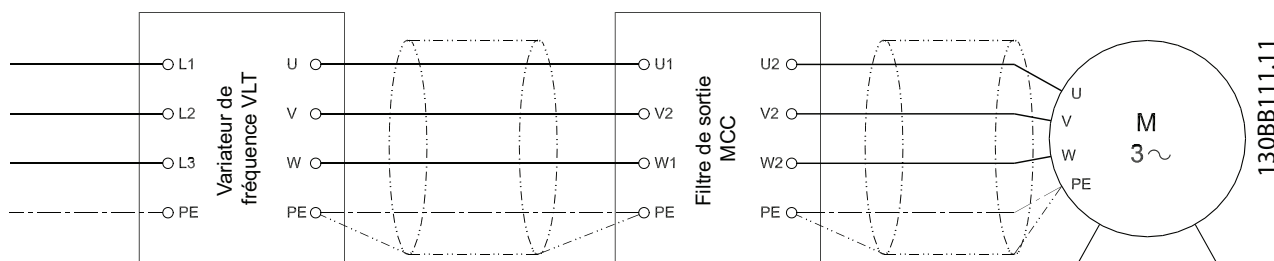 L1 U U1 U2 U
L2 V V2 V2 V
L3 W W1 W2 W
PE PE PE PE PE
Variateur de
fréquence VLT
Filtre de sortie
MCC
M
3~
130BB111.11